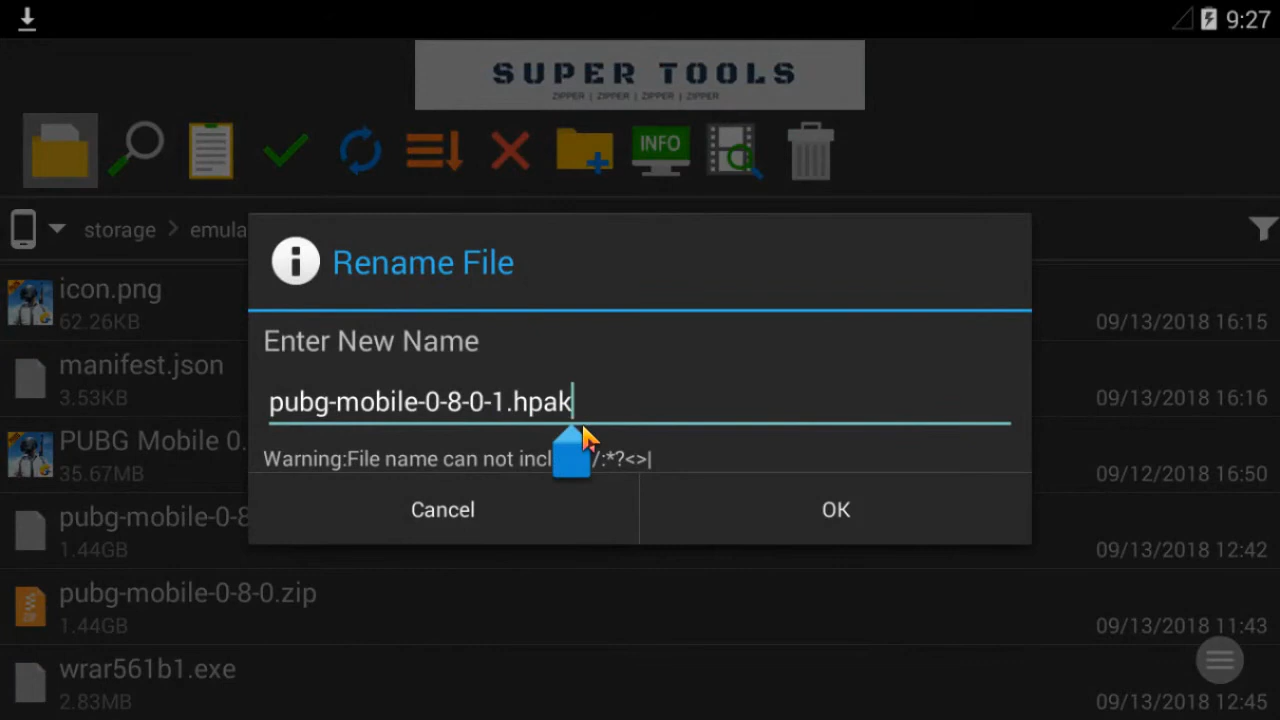 9:27
SUPER TOOLS
ZIPPER | ZIPPER | ZIPPER | ZIPPER
INFO
storage > emula
Rename File
Enter New Name
pubg-mobile-0-8-0-1.hpak
Warning:File name can not incl /:*?<>|
Cancel
OK
icon.png
62.26KB
09/13/2018 16:15
manifest.json
3.53KB
09/13/2018 16:16
PUBG Mobile 0.
35.67MB
09/12/2018 16:50
pubg-mobile-0-8
1.44GB
09/13/2018 12:42
pubg-mobile-0-8-0.zip
1.44GB
09/13/2018 11:43
wrar561b1.exe
2.83MB
09/13/2018 12:45